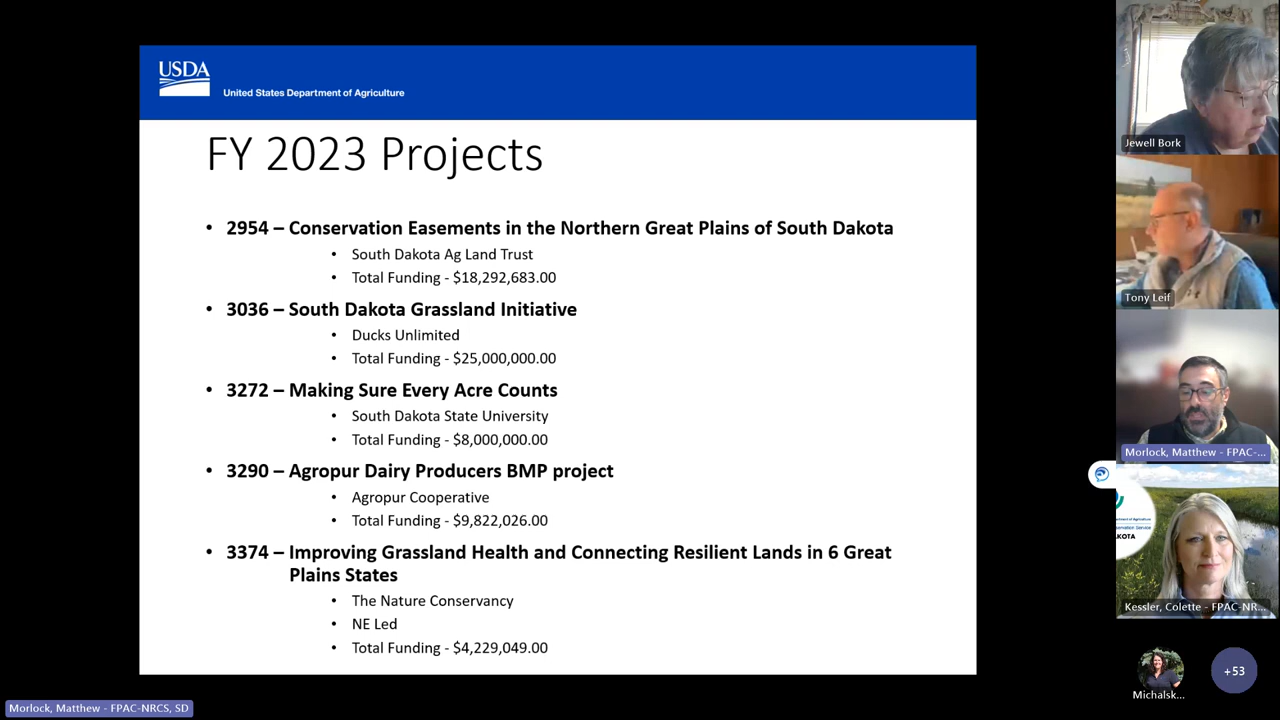 USDA
United States Department of Agriculture
FY 2023 Projects
• 2954 – Conservation Easements in the Northern Great Plains of South Dakota
• South Dakota Ag Land Trust
• Total Funding - $18,292,683.00
• 3036 – South Dakota Grassland Initiative
• Ducks Unlimited
• Total Funding - $25,000,000.00
• 3272 – Making Sure Every Acre Counts
• South Dakota State University
• Total Funding - $8,000,000.00
• 3290 – Agropur Dairy Producers BMP project
• Agropur Cooperative
• Total Funding - $9,822,026.00
• 3374 – Improving Grassland Health and Connecting Resilient Lands in 6 Great
Plains States
• The Nature Conservancy
• NE Led
• Total Funding - $4,229,049.00
Jewell Bork
Tony Leif
Morlock, Matthew - FPAC-...
KOTA
Kessler, Colette - FPAC-NR...
Michalsk...
+53
Morlock, Matthew - FPAC-NRCS, SD